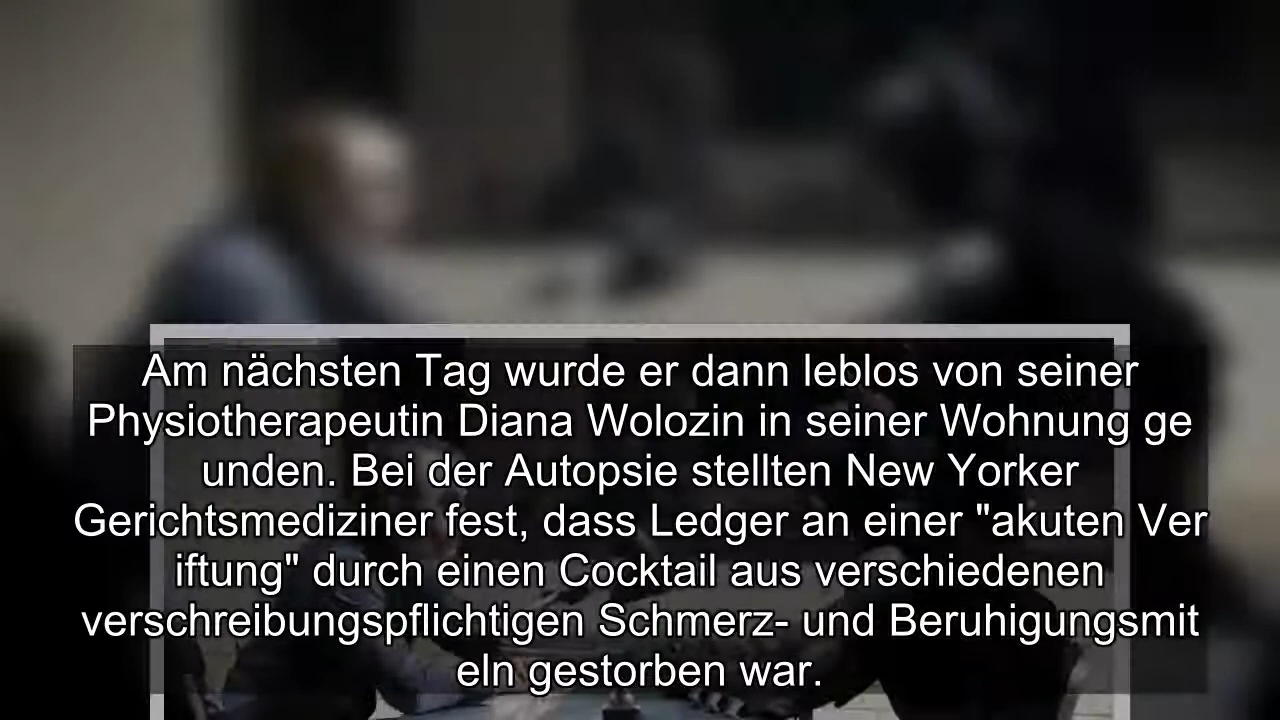 Am nächsten Tag wurde er dann leblos von seiner
Physiotherapeutin Diana Wolozin in seiner Wohnung ge
unden. Bei der Autopsie stellten New Yorker
Gerichtsmediziner fest, dass Ledger an einer "akuten Ver
iftung" durch einen Cocktail aus verschiedenen
verschreibungspflichtigen Schmerz- und Beruhigungsmit
eln gestorben war.